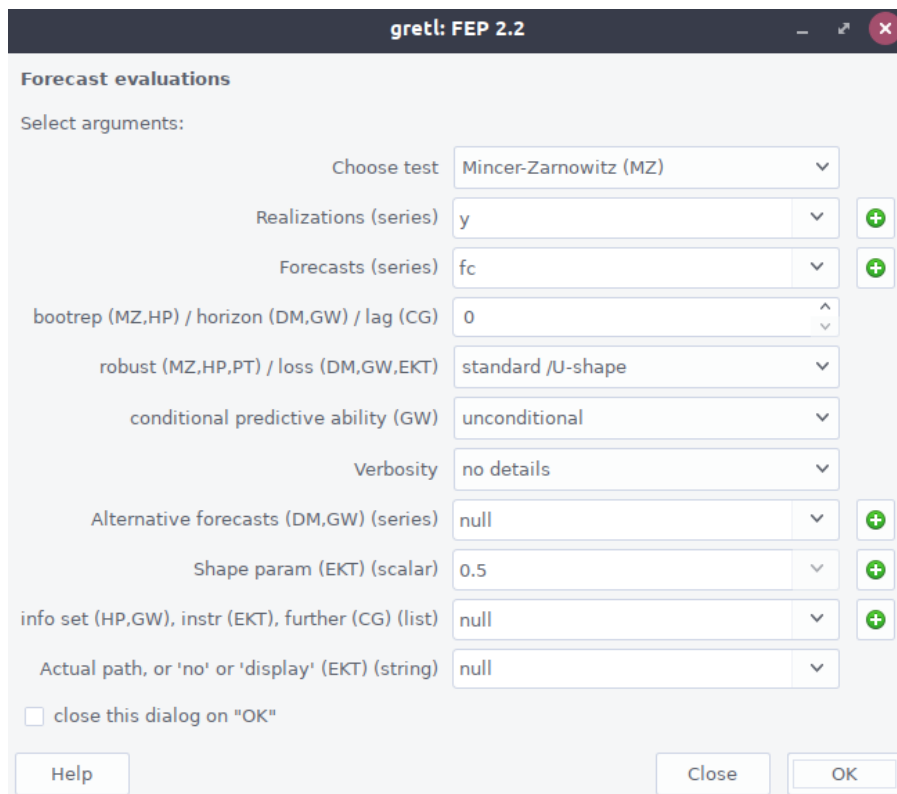 gretl: FEP 2.2
Forecast evaluations
Select arguments:
Choose test Mincer-Zarnowitz (MZ)
Realizations (series) y
Forecasts (series) fc
bootrep (MZ,HP) / horizon (DM,GW) / lag (CG) 0
robust (MZ,HP,PT) / loss (DM,GW,EKT) standard /U-shape
conditional predictive ability (GW) unconditional
Verbosity no details
Alternative forecasts (DM,GW) (series) null
Shape param (EKT) (scalar) 0.5
info set (HP,GW), instr (EKT), further (CG) (list) null
Actual path, or 'no' or 'display' (EKT) (string) null
close this dialog on "OK"
Help Close OK